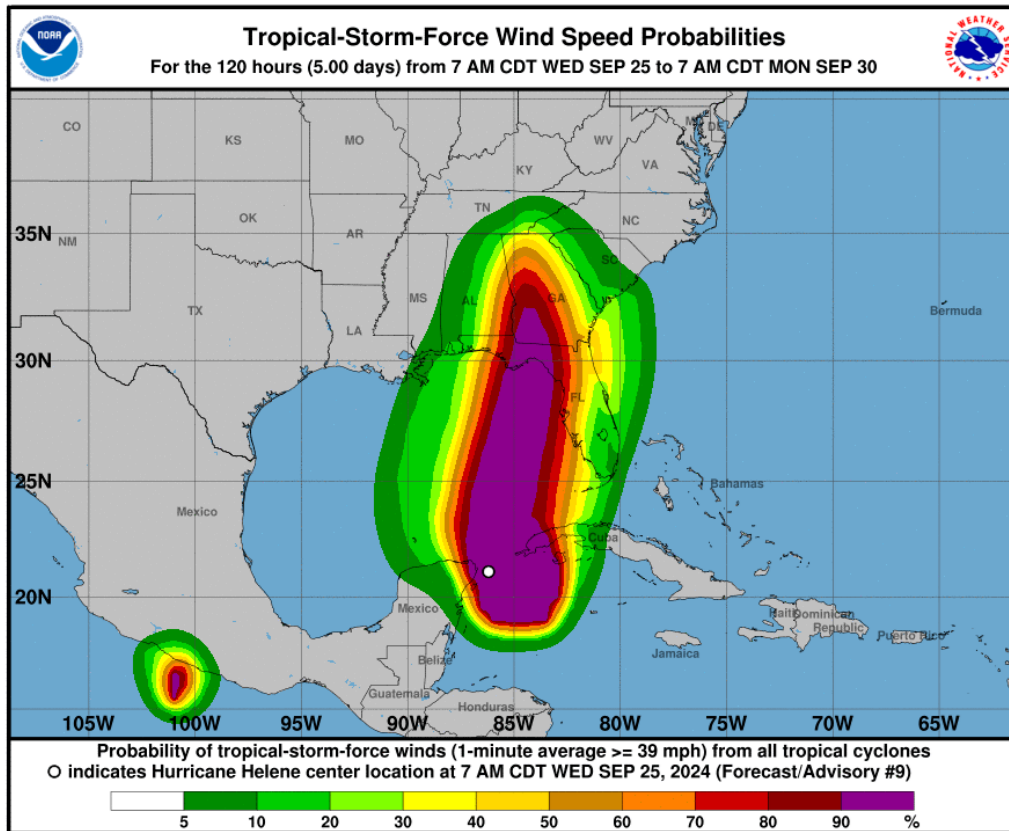 Tropical-Storm-Force Wind Speed Probabilities
For the 120 hours (5.00 days) from 7 AM CDT WED SEP 25 to 7 AM CDT MON SEP 30
NOAA
NATIONAL WEATHER SERVICE
CO
KS
MO
WV
DE
VA
KY
35N
NM
OK
AR
TN
NC
SC
TX
MS
AL
GA
LA
Bermuda
30N
FL
25N
Mexico
Bahamas
Cuba
20N
Mexico
Haiti
Dominican
Republic
Puerto Rico
Jamaica
Belize
Guatemala
Honduras
105W
100W
95W
90W
85W
80W
75W
70W
65W
Probability of tropical-storm-force winds (1-minute average >= 39 mph) from all tropical cyclones
O indicates Hurricane Helene center location at 7 AM CDT WED SEP 25, 2024 (Forecast/Advisory #9)
5 10 20 30 40 50 60 70 80 90 %